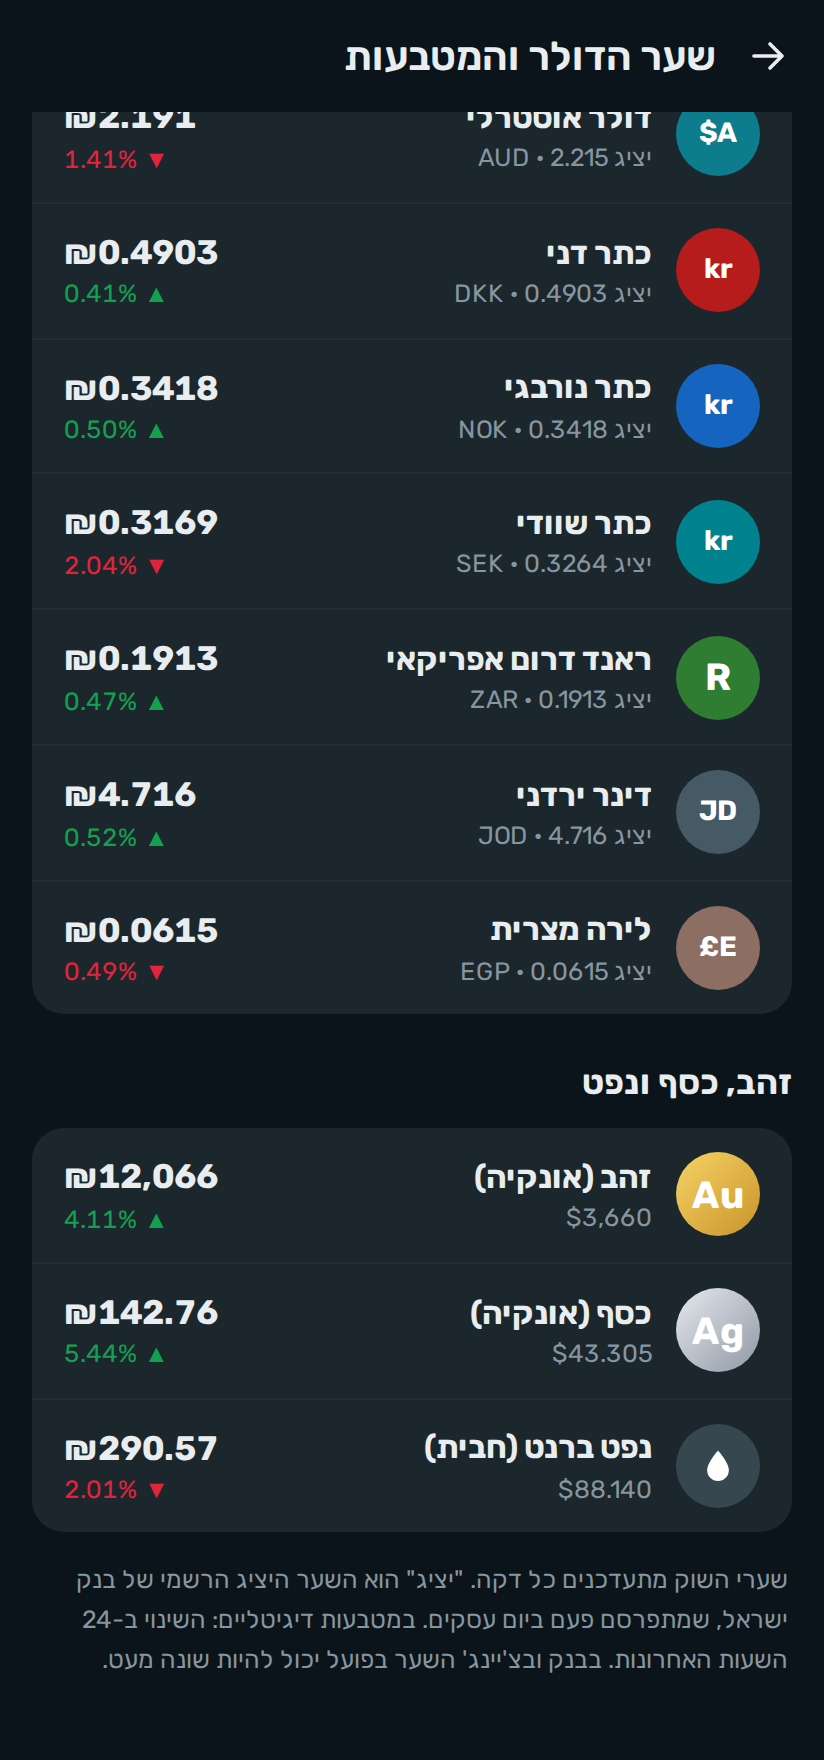 שער הדולר והמטבעות
$A
דולר אוסטרלי
₪2.191
יציג 2.215 • AUD
1.41% ▼
kr
כתר דני
₪0.4903
יציג 0.4903 • DKK
0.41% ▲
kr
כתר נורבגי
₪0.3418
יציג 0.3418 • NOK
0.50% ▲
kr
כתר שוודי
₪0.3169
יציג 0.3264 • SEK
2.04% ▼
R
ראנד דרום אפריקאי
₪0.1913
יציג 0.1913 • ZAR
0.47% ▲
JD
דינר ירדני
₪4.716
יציג 4.716 • JOD
0.52% ▲
£E
לירה מצרית
₪0.0615
יציג 0.0615 • EGP
0.49% ▼
זהב, כסף ונפט
Au
זהב (אונקיה)
₪12,066
$3,660
4.11% ▲
Ag
כסף (אונקיה)
₪142.76
$43.305
5.44% ▲
נפט ברנט (חבית)
₪290.57
$88.140
2.01% ▼
שערי השוק מתעדכנים כל דקה. "יציג" הוא השער היציג הרשמי של בנק
ישראל, שמתפרסם פעם ביום עסקים. במטבעות דיגיטליים: השינוי ב-24
השעות האחרונות. בבנק ובצ'יינג' השער בפועל יכול להיות שונה מעט.